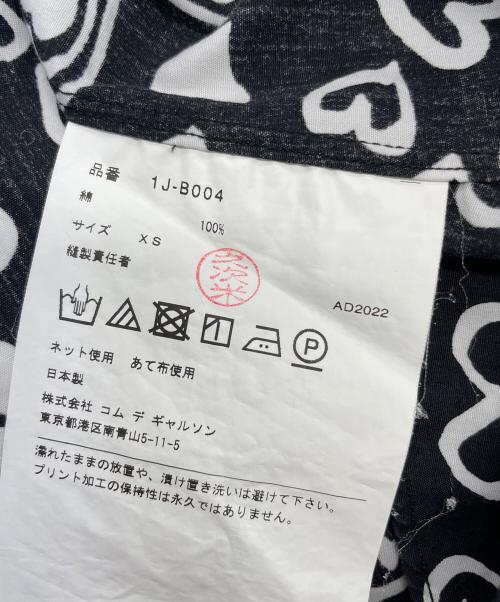 品番 1J-B004
綿 100%
サイズ XS
縫製責任者
久次米
AD2022
P
ネット使用 あて布使用
日本製
株式会社 コム デ ギャルソン
東京都港区南青山5-11-5
濡れたままの放置や、漬け置き洗いは避けて下さい。
プリント加工の保持性は永久ではありません。